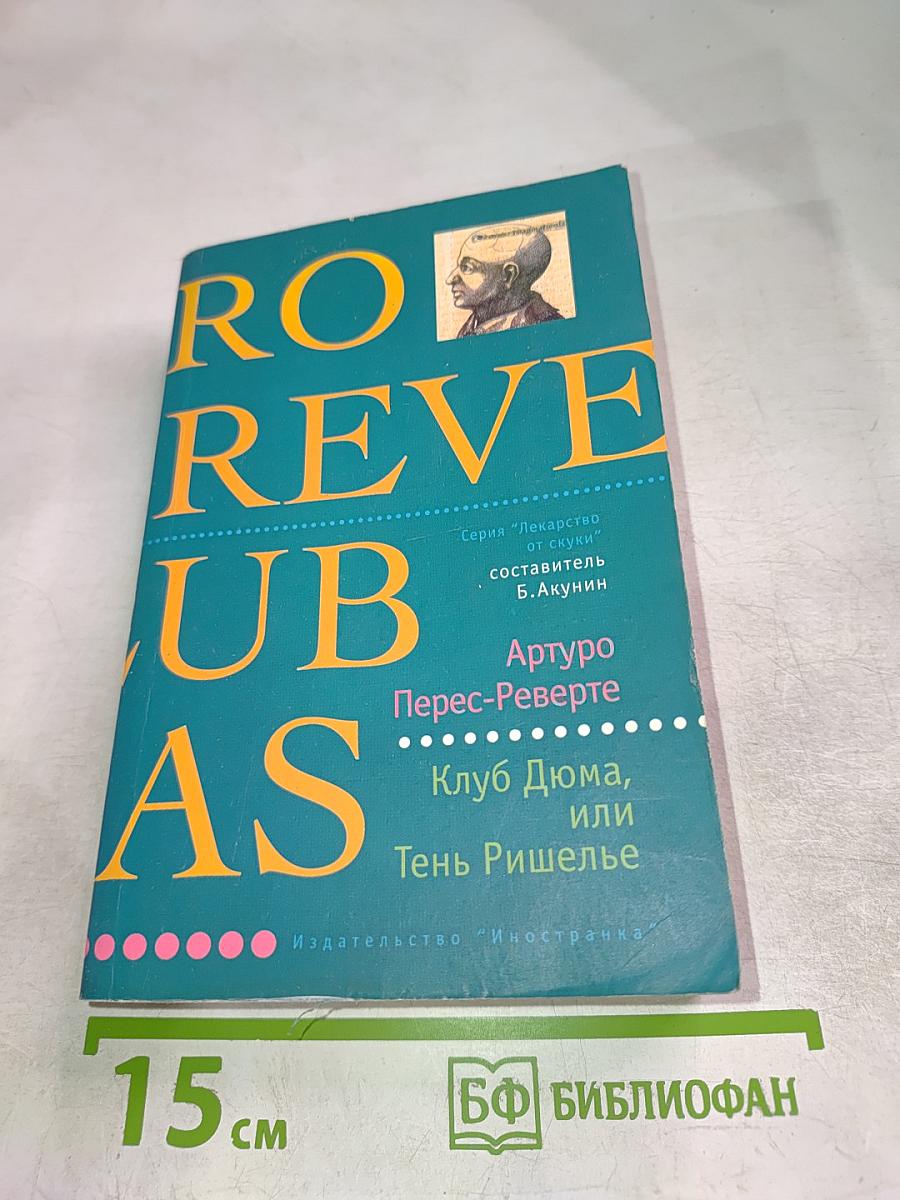 RO
REVE
Серия "Лекарство
от скуки"
составитель
Б.Акунин
LUB
Артуро
Перес-Реверте
AS
Клуб Дюма,
или
Тень Ришелье
Издательство "Иностранка"
15 см
БФ БИБЛИОФАН